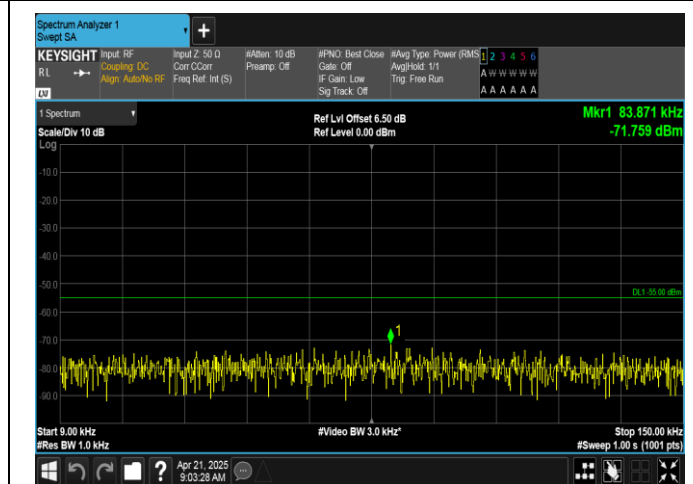 Spectrum Analyzer 1
Swept SA
+
KEYSIGHT Input: RF Input Z: 50 Ω #Atten: 10 dB #PNO: Best Close #Avg Type: Power (RMS 1 2 3 4 5 6
RL Coupling: DC Corr CCorr Preamp: Off Gate: Off Avg|Hold: 1/1 A W W W W W
Align: Auto/No RF Freq Ref: Int (S) IF Gain: Low Trig: Free Run
LXI Sig Track: Off A A A A A A
1 Spectrum Ref Lvl Offset 6.50 dB Mkr1 83.871 kHz
Scale/Div 10 dB Ref Level 0.00 dBm -71.759 dBm
Log
-10.0
-20.0
-30.0
-40.0
-50.0
DL1 -55.00 dBm
-60.0
1
-70.0
-80.0
-90.0
Start 9.00 kHz #Video BW 3.0 kHz* Stop 150.00 kHz
#Res BW 1.0 kHz #Sweep 1.00 s (1001 pts)
? Apr 21, 2025
9:03:28 AM